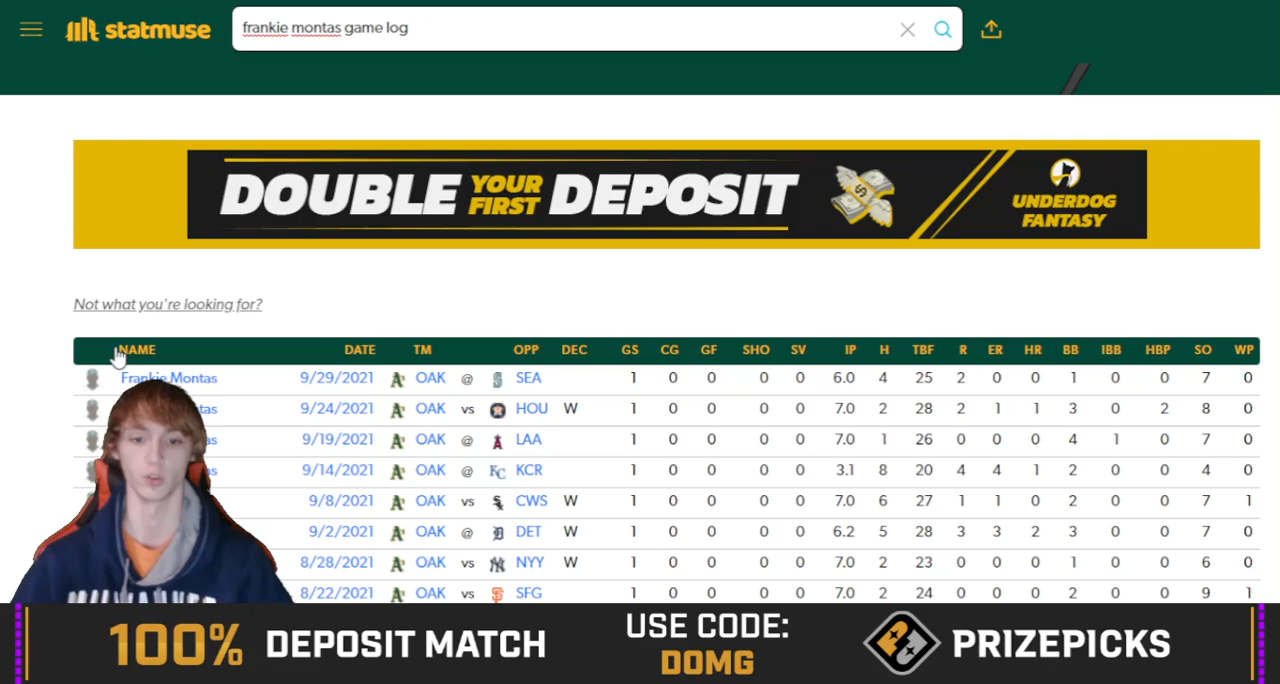 statmuse
frankie montas game log
DOUBLE YOUR FIRST DEPOSIT
UNDERDOG FANTASY
Not what you're looking for?
NAME DATE TM OPP DEC GS CG GF SHO SV IP H TBF R ER HR BB IBB HBP SO WP
Frankie Montas 9/29/2021 OAK @ SEA 1 0 0 0 0 6.0 4 25 2 0 0 1 0 0 7 0
9/24/2021 OAK vs HOU W 1 0 0 0 0 7.0 2 28 2 1 1 3 0 2 8 0
9/19/2021 OAK @ LAA 1 0 0 0 0 7.0 1 26 0 0 0 4 1 0 7 0
9/14/2021 OAK @ KCR 1 0 0 0 0 3.1 8 20 4 4 1 2 0 0 4 0
9/8/2021 OAK vs CWS W 1 0 0 0 0 7.0 6 27 1 1 0 2 0 0 7 1
9/2/2021 OAK @ DET W 1 0 0 0 0 6.2 5 28 3 3 2 3 0 0 7 0
8/28/2021 OAK vs NYY W 1 0 0 0 0 7.0 2 23 0 0 0 1 0 0 6 0
8/22/2021 OAK vs SFG 1 0 0 0 0 7.0 2 24 0 0 0 2 0 0 9 1
100% DEPOSIT MATCH
USE CODE:
DOMG
PRIZEPICKS